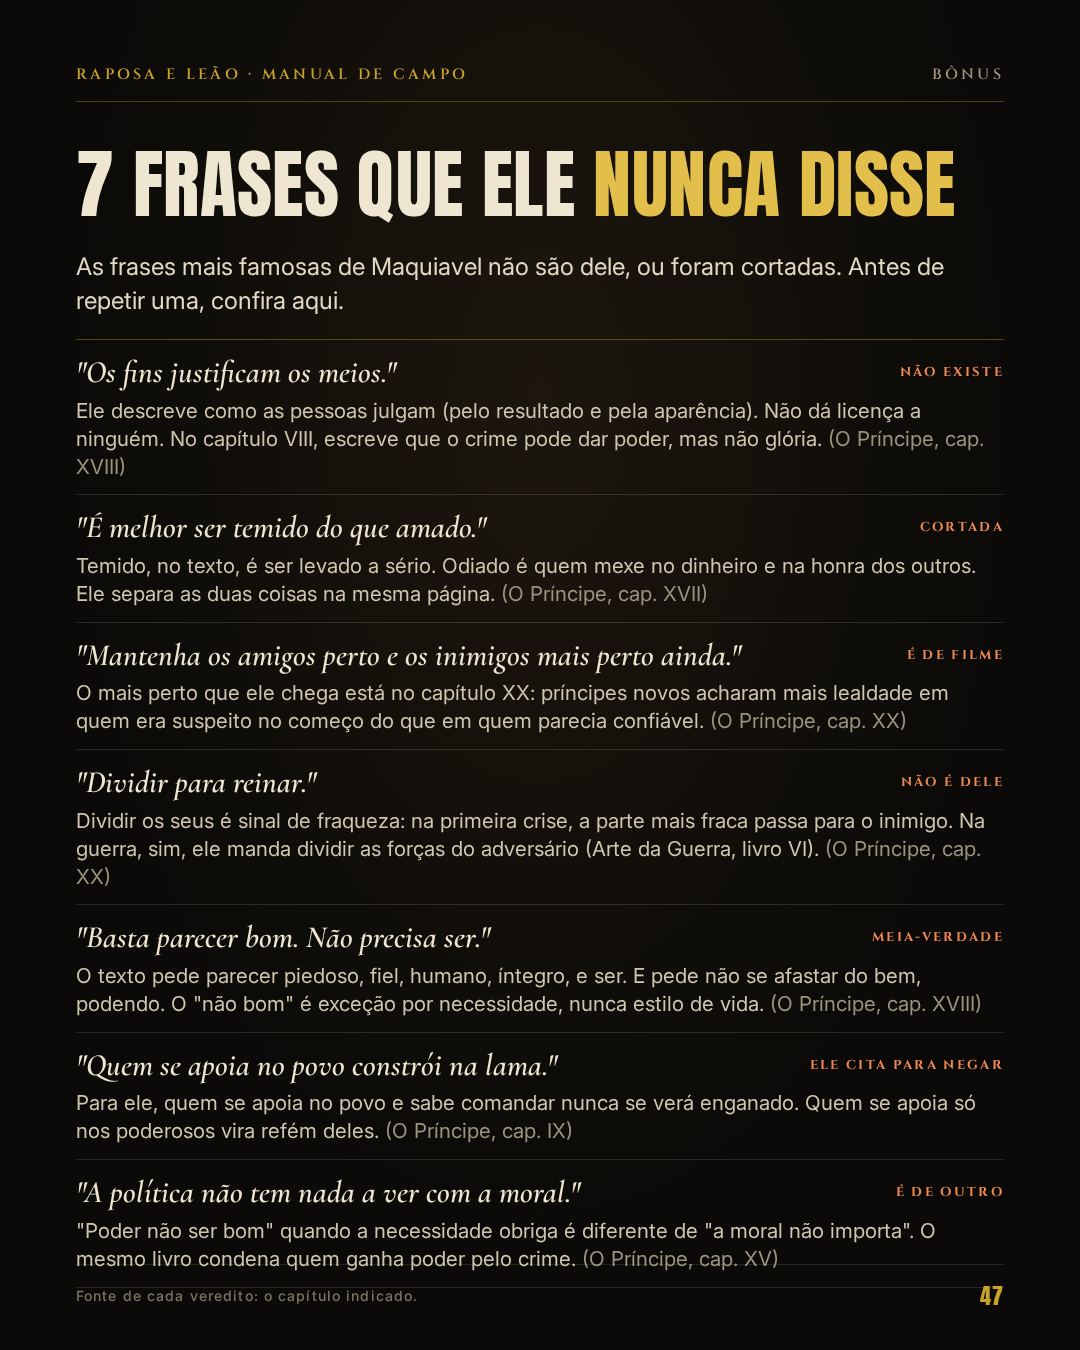 RAPOSA E LEÃO · MANUAL DE CAMPO
BÔNUS
7 FRASES QUE ELE NUNCA DISSE
As frases mais famosas de Maquiavel não são dele, ou foram cortadas. Antes de
repetir uma, confira aqui.
"Os fins justificam os meios."
NÃO EXISTE
Ele descreve como as pessoas julgam (pelo resultado e pela aparência). Não dá licença a
ninguém. No capítulo VIII, escreve que o crime pode dar poder, mas não glória. (O Príncipe, cap.
XVIII)
"É melhor ser temido do que amado."
CORTADA
Temido, no texto, é ser levado a sério. Odiado é quem mexe no dinheiro e na honra dos outros.
Ele separa as duas coisas na mesma página. (O Príncipe, cap. XVII)
"Mantenha os amigos perto e os inimigos mais perto ainda."
É DE FILME
O mais perto que ele chega está no capítulo XX: príncipes novos acharam mais lealdade em
quem era suspeito no começo do que em quem parecia confiável. (O Príncipe, cap. XX)
"Dividir para reinar."
NÃO É DELE
Dividir os seus é sinal de fraqueza: na primeira crise, a parte mais fraca passa para o inimigo. Na
guerra, sim, ele manda dividir as forças do adversário (Arte da Guerra, livro VI). (O Príncipe, cap.
XX)
"Basta parecer bom. Não precisa ser."
MEIA-VERDADE
O texto pede parecer piedoso, fiel, humano, íntegro, e ser. E pede não se afastar do bem,
podendo. O "não bom" é exceção por necessidade, nunca estilo de vida. (O Príncipe, cap. XVIII)
"Quem se apoia no povo constrói na lama."
ELE CITA PARA NEGAR
Para ele, quem se apoia no povo e sabe comandar nunca se verá enganado. Quem se apoia só
nos poderosos vira refém deles. (O Príncipe, cap. IX)
"A política não tem nada a ver com a moral."
É DE OUTRO
"Poder não ser bom" quando a necessidade obriga é diferente de "a moral não importa". O
mesmo livro condena quem ganha poder pelo crime. (O Príncipe, cap. XV)
Fonte de cada veredito: o capítulo indicado.
47